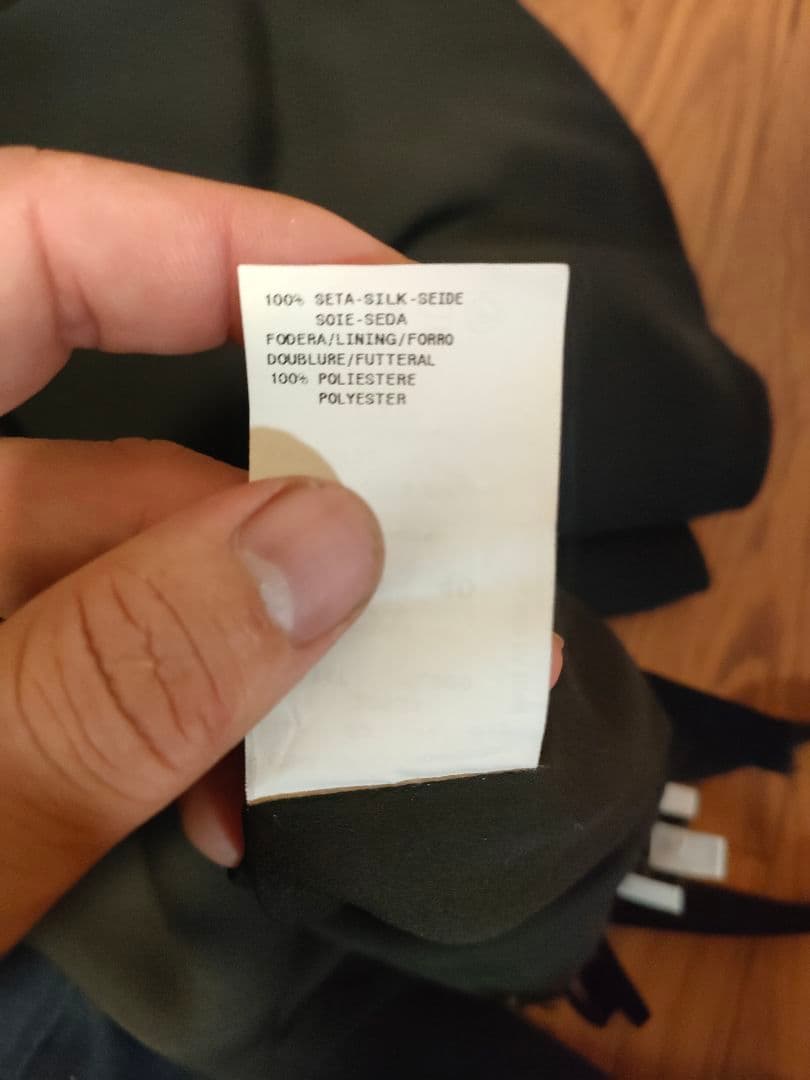 100% SETA-SILK-SEIDE
SOIE-SEDA
FODERA/LINING/FORRO
DOUBLURE/FUTTERAL
100% POLIESTERE
POLYESTER